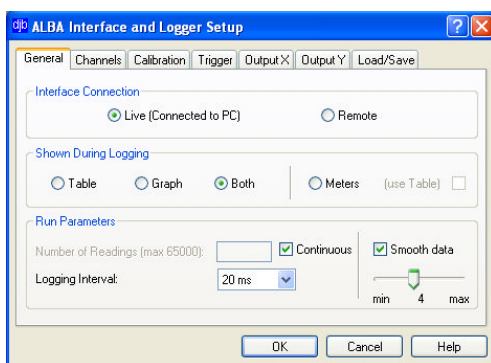 djb ALBA Interface and Logger Setup
General Channels Calibration Trigger Output X Output Y Load/Save
Interface Connection
Live (Connected to PC) Remote
Shown During Logging
Table Graph Both Meters (use Table)
Run Parameters
Number of Readings (max 65000): Continuous Smooth data
Logging Interval: 20 ms
min 4 max
OK Cancel Help